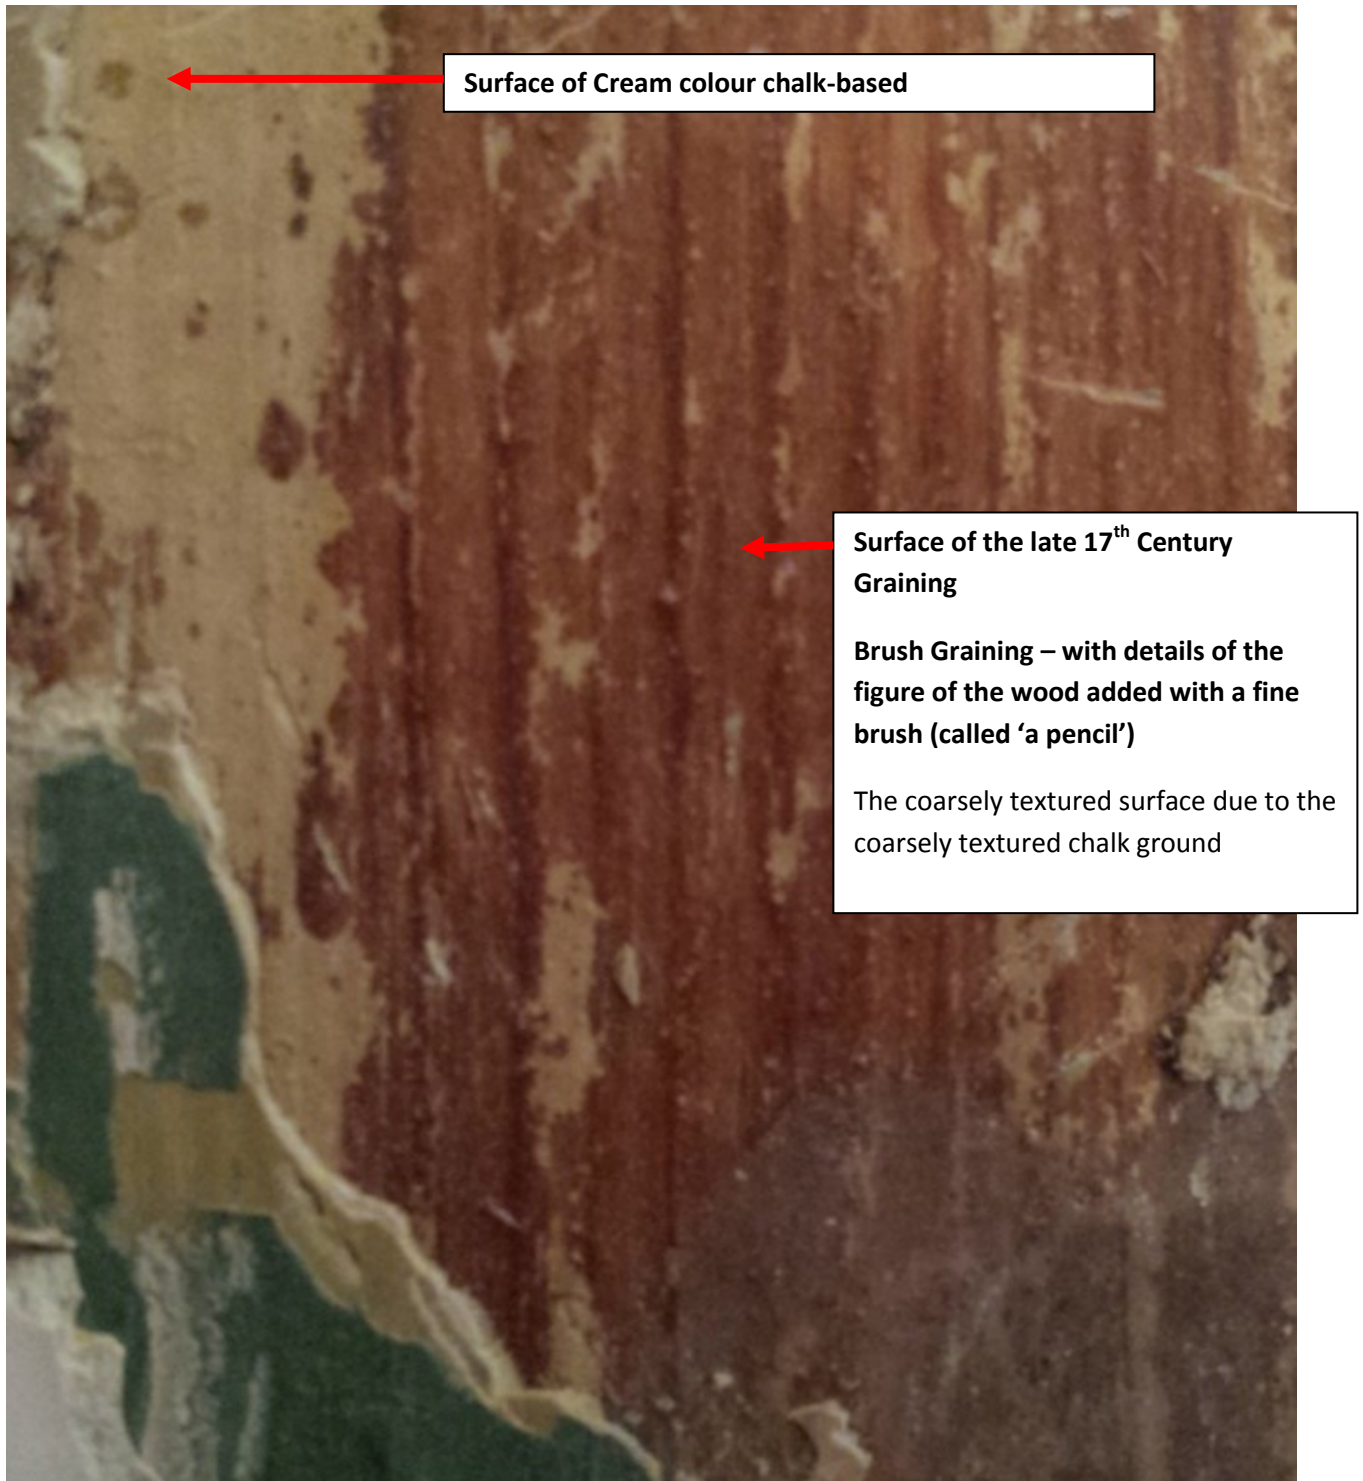 Surface of Cream colour chalk-based
Surface of the late 17th Century
Graining
Brush Graining – with details of the
figure of the wood added with a fine
brush (called ‘a pencil’)
The coarsely textured surface due to the
coarsely textured chalk ground